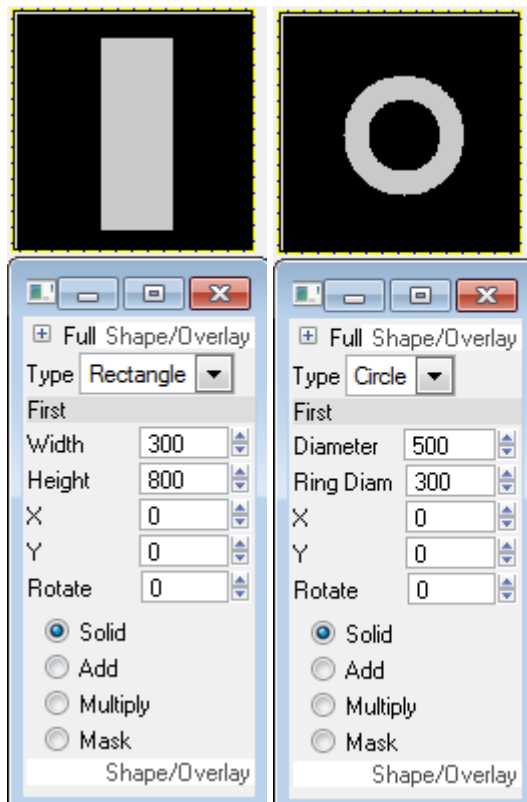 Full Shape/Overlay
Type Rectangle
First
Width 300
Height 800
X 0
Y 0
Rotate 0
Solid
Add
Multiply
Mask
Shape/Overlay
Full Shape/Overlay
Type Circle
First
Diameter 500
Ring Diam 300
X 0
Y 0
Rotate 0
Solid
Add
Multiply
Mask
Shape/Overlay